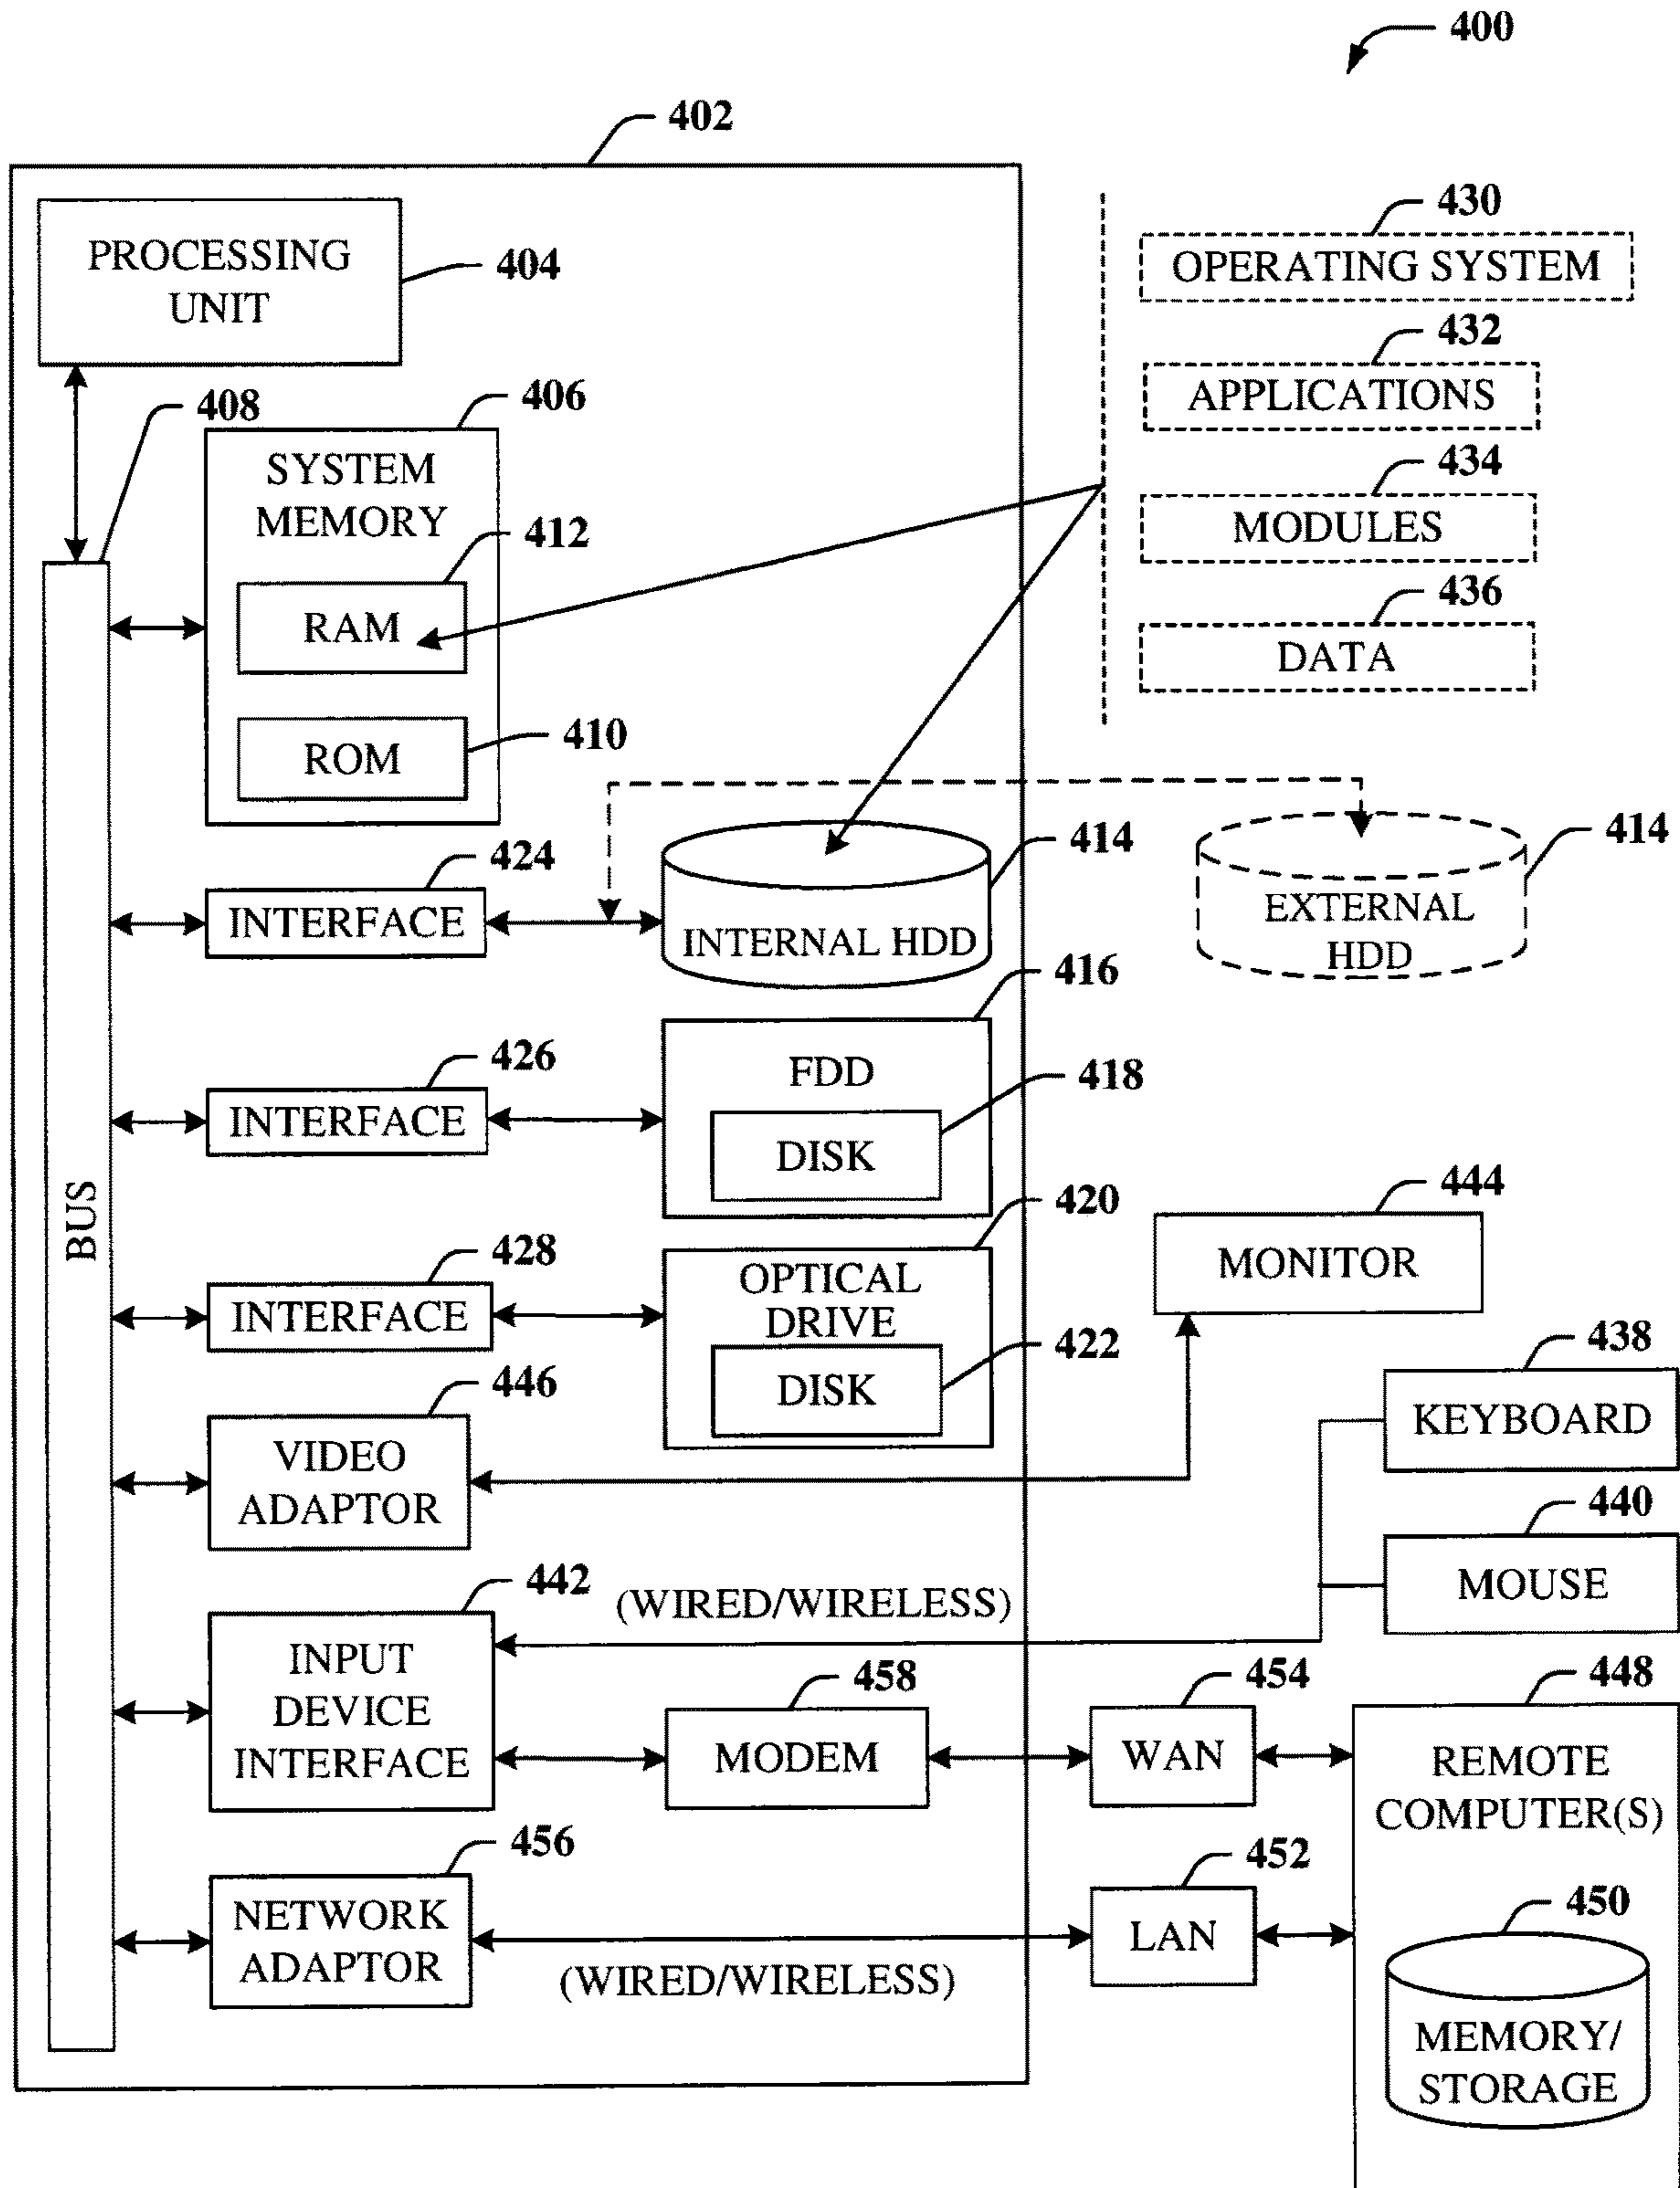 400
402
PROCESSING
UNIT
404
430
OPERATING SYSTEM
432
APPLICATIONS
434
MODULES
436
DATA
408
406
SYSTEM
MEMORY
412
RAM
410
ROM
BUS
424
INTERFACE
414
INTERNAL HDD
414
EXTERNAL
HDD
426
INTERFACE
416
FDD
418
DISK
428
INTERFACE
420
OPTICAL
DRIVE
422
DISK
444
MONITOR
446
VIDEO
ADAPTOR
438
KEYBOARD
440
MOUSE
442
INPUT
DEVICE
INTERFACE
(WIRED/WIRELESS)
458
MODEM
454
WAN
448
REMOTE
COMPUTER(S)
456
NETWORK
ADAPTOR
(WIRED/WIRELESS)
452
LAN
450
MEMORY/
STORAGE